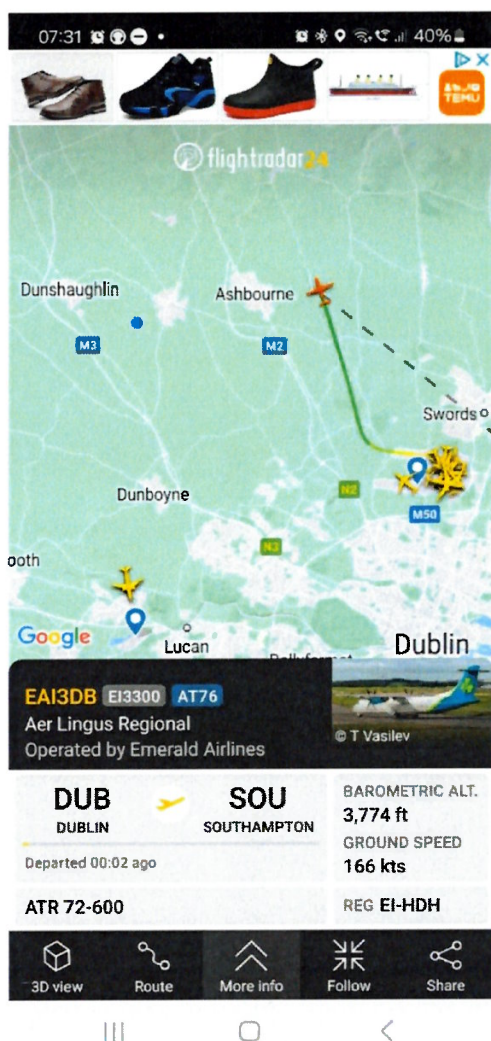 07:31
40%
TEMU
flightradar24
Dunshaughlin
Ashbourne
M3
M2
Swords
Dunboyne
N2
M50
N3
ooth
Google
Lucan
Dublin
EAI3DB EI3300 AT76
Aer Lingus Regional
Operated by Emerald Airlines
© T Vasilev
DUB
DUBLIN
SOU
SOUTHAMPTON
Departed 00:02 ago
BAROMETRIC ALT.
3,774 ft
GROUND SPEED
166 kts
ATR 72-600
REG EI-HDH
3D view
Route
More info
Follow
Share